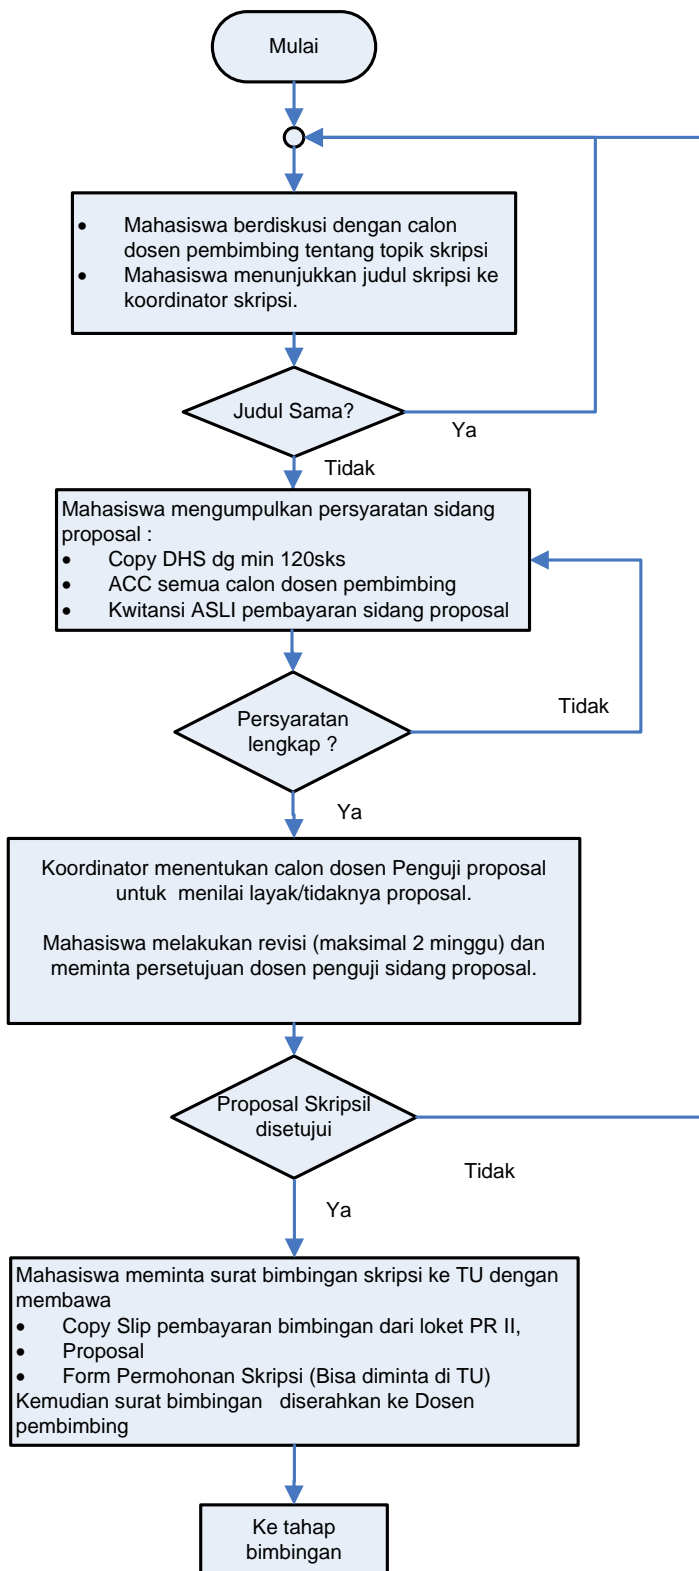 Mulai
• Mahasiswa berdiskusi dengan calon
dosen pembimbing tentang topik skripsi
• Mahasiswa menunjukkan judul skripsi ke
koordinator skripsi.
Judul Sama?
Ya
Tidak
Mahasiswa mengumpulkan persyaratan sidang
proposal :
• Copy DHS dg min 120sks
• ACC semua calon dosen pembimbing
• Kwitansi ASLI pembayaran sidang proposal
Persyaratan
lengkap ?
Tidak
Ya
Koordinator menentukan calon dosen Penguji proposal
untuk menilai layak/tidaknya proposal.
Mahasiswa melakukan revisi (maksimal 2 minggu) dan
meminta persetujuan dosen penguji sidang proposal.
Proposal Skripsil
disetujui
Tidak
Ya
Mahasiswa meminta surat bimbingan skripsi ke TU dengan
membawa
• Copy Slip pembayaran bimbingan dari loket PR II,
• Proposal
• Form Permohonan Skripsi (Bisa diminta di TU)
Kemudian surat bimbingan diserahkan ke Dosen
pembimbing
Ke tahap
bimbingan